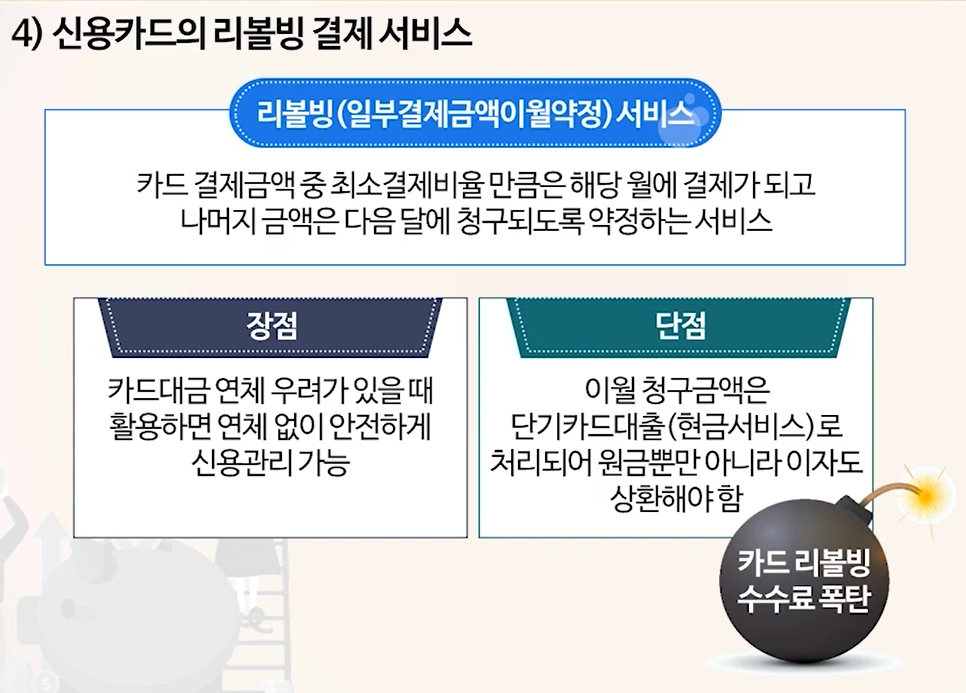 4) 신용카드의 리볼빙 결제 서비스
리볼빙(일부결제금액이월약정) 서비스
카드 결제금액 중 최소결제비율 만큼은 해당 월에 결제가 되고
나머지 금액은 다음 달에 청구되도록 약정하는 서비스
장점
카드대금 연체 우려가 있을 때
활용하면 연체 없이 안전하게
신용관리 가능
단점
이월 청구금액은
단기카드대출(현금서비스)로
처리되어 원금뿐만 아니라 이자도
상환해야 함
카드 리볼빙
수수료 폭탄